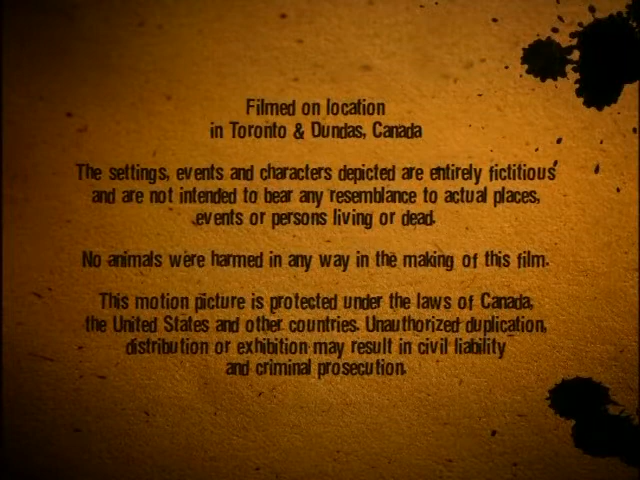 Filmed on location
in Toronto & Dundas, Canada
The settings, events and characters depicted are entirely fictitious
and are not intended to bear any resemblance to actual places,
events or persons living or dead.
No animals were harmed in any way in the making of this film.
This motion picture is protected under the laws of Canada,
the United States and other countries. Unauthorized duplication,
distribution or exhibition may result in civil liability
and criminal prosecution.